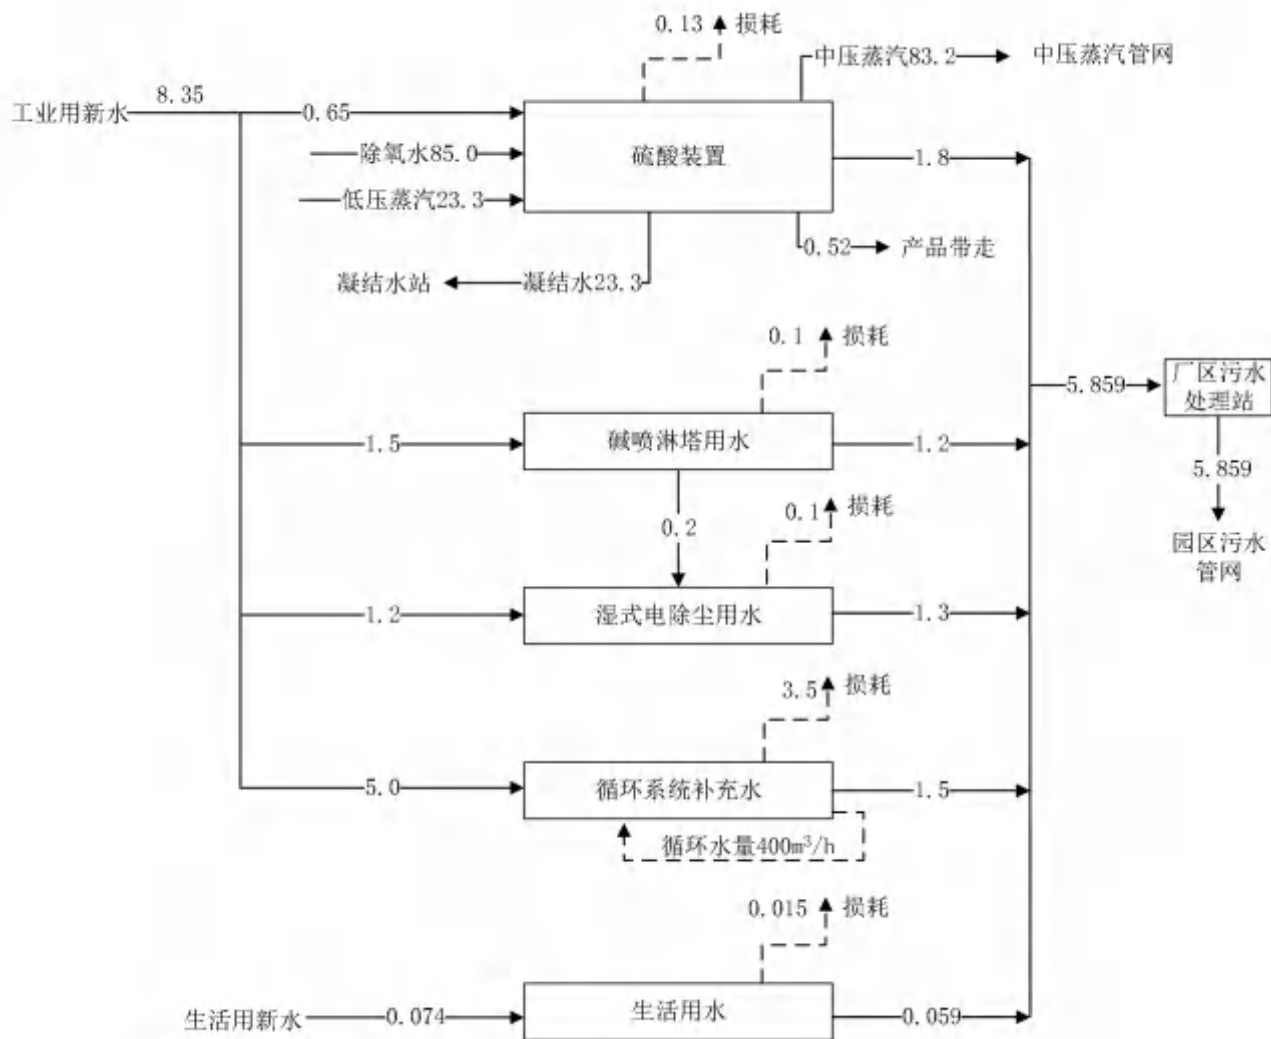 0.13 损耗
中压蒸汽83.2 中压蒸汽管网
8.35
工业用新水
0.65
除氧水85.0
硫酸装置
1.8
低压蒸汽23.3
0.52 产品带走
凝结水站 凝结水23.3
0.1 损耗
5.859
厂区污水
处理站
1.5
碱喷淋塔用水
1.2
5.859
0.2
0.1 损耗
园区污水
管网
1.2
湿式电除尘用水
1.3
3.5 损耗
5.0
循环系统补充水
1.5
循环水量400m³/h
0.015 损耗
生活用新水 0.074
生活用水
0.059